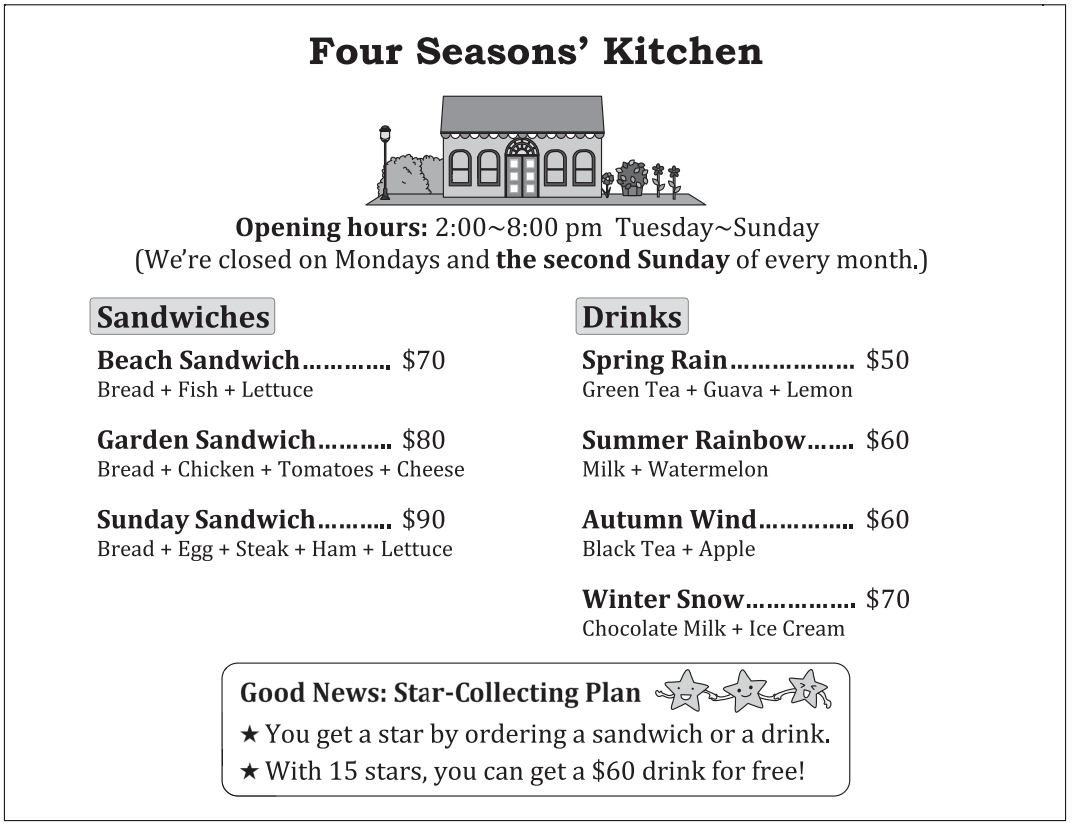 Four Seasons’ Kitchen
Opening hours: 2:00~8:00 pm Tuesday~Sunday
(We’re closed on Mondays and the second Sunday of every month.)
Sandwiches
Beach Sandwich............. $70
Bread + Fish + Lettuce
Garden Sandwich........... $80
Bread + Chicken + Tomatoes + Cheese
Sunday Sandwich........... $90
Bread + Egg + Steak + Ham + Lettuce
Drinks
Spring Rain.................. $50
Green Tea + Guava + Lemon
Summer Rainbow....... $60
Milk + Watermelon
Autumn Wind.............. $60
Black Tea + Apple
Winter Snow................ $70
Chocolate Milk + Ice Cream
Good News: Star-Collecting Plan
★ You get a star by ordering a sandwich or a drink.
★ With 15 stars, you can get a $60 drink for free!